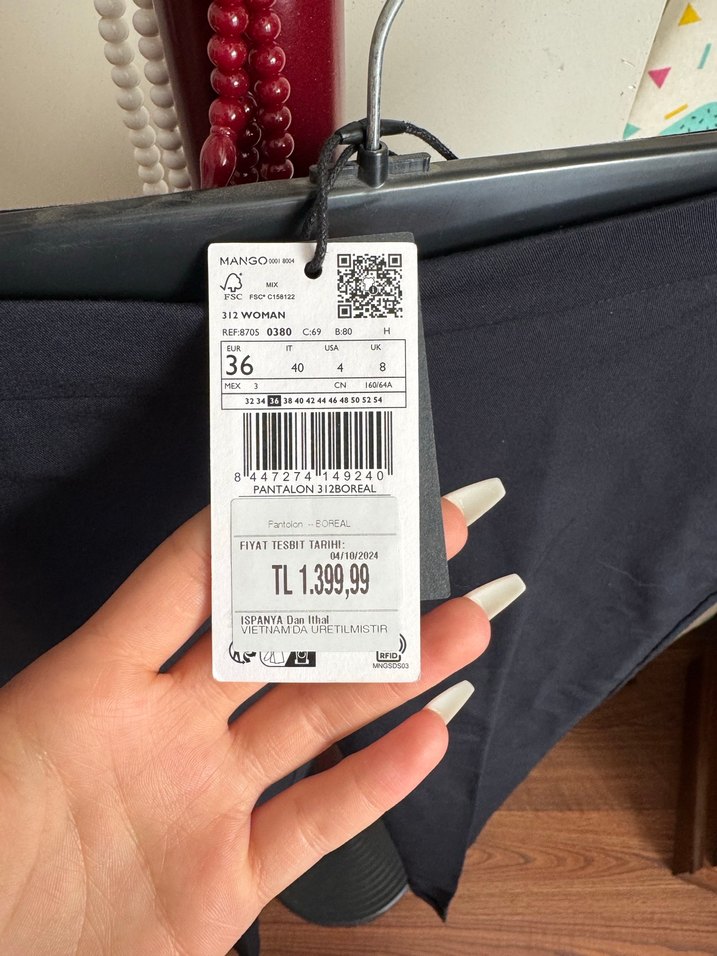 MANGO 0001 8004
MIX
FSC
FSC® C158122
312 WOMAN
REF:8705 0380 C:69 B:80 H
EUR IT USA UK
36 40 4 8
MEX 3 CN 160/64A
32 34 36 38 40 42 44 46 48 50 52 54
8 447274 149240
PANTALON 312BOREAL
Pantolon -- BOREAL
FIYAT TESBIT TARIHI:
04/10/2024
TL 1.399,99
ISPANYA Dan Ithal
VIETNAM DA URETILMISTIR
RFID
MNGSDS03